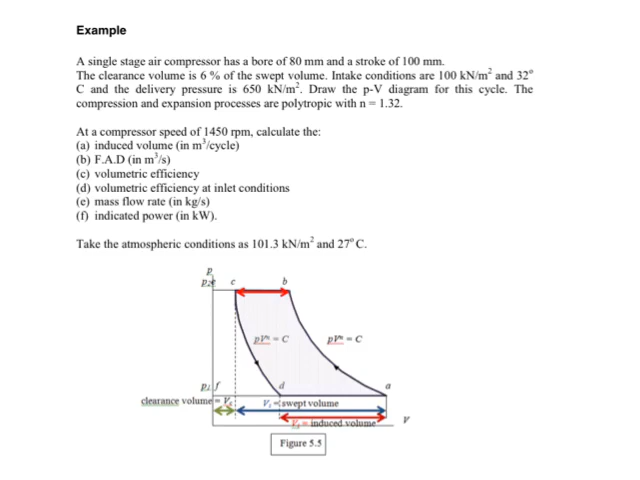 Example
A single stage air compressor has a bore of 80 mm and a stroke of 100 mm.
The clearance volume is 6 % of the swept volume. Intake conditions are 100 kN/m² and 32°
C and the delivery pressure is 650 kN/m². Draw the p-V diagram for this cycle. The
compression and expansion processes are polytropic with n = 1.32.
At a compressor speed of 1450 rpm, calculate the:
(a) induced volume (in m³/cycle)
(b) F.A.D (in m³/s)
(c) volumetric efficiency
(d) volumetric efficiency at inlet conditions
(e) mass flow rate (in kg/s)
(f) indicated power (in kW).
Take the atmospheric conditions as 101.3 kN/m² and 27° C.
P
c b
pVⁿ = C pVⁿ = C
f d a
clearance volume = swept volume
= induced volume V
Figure 5.5